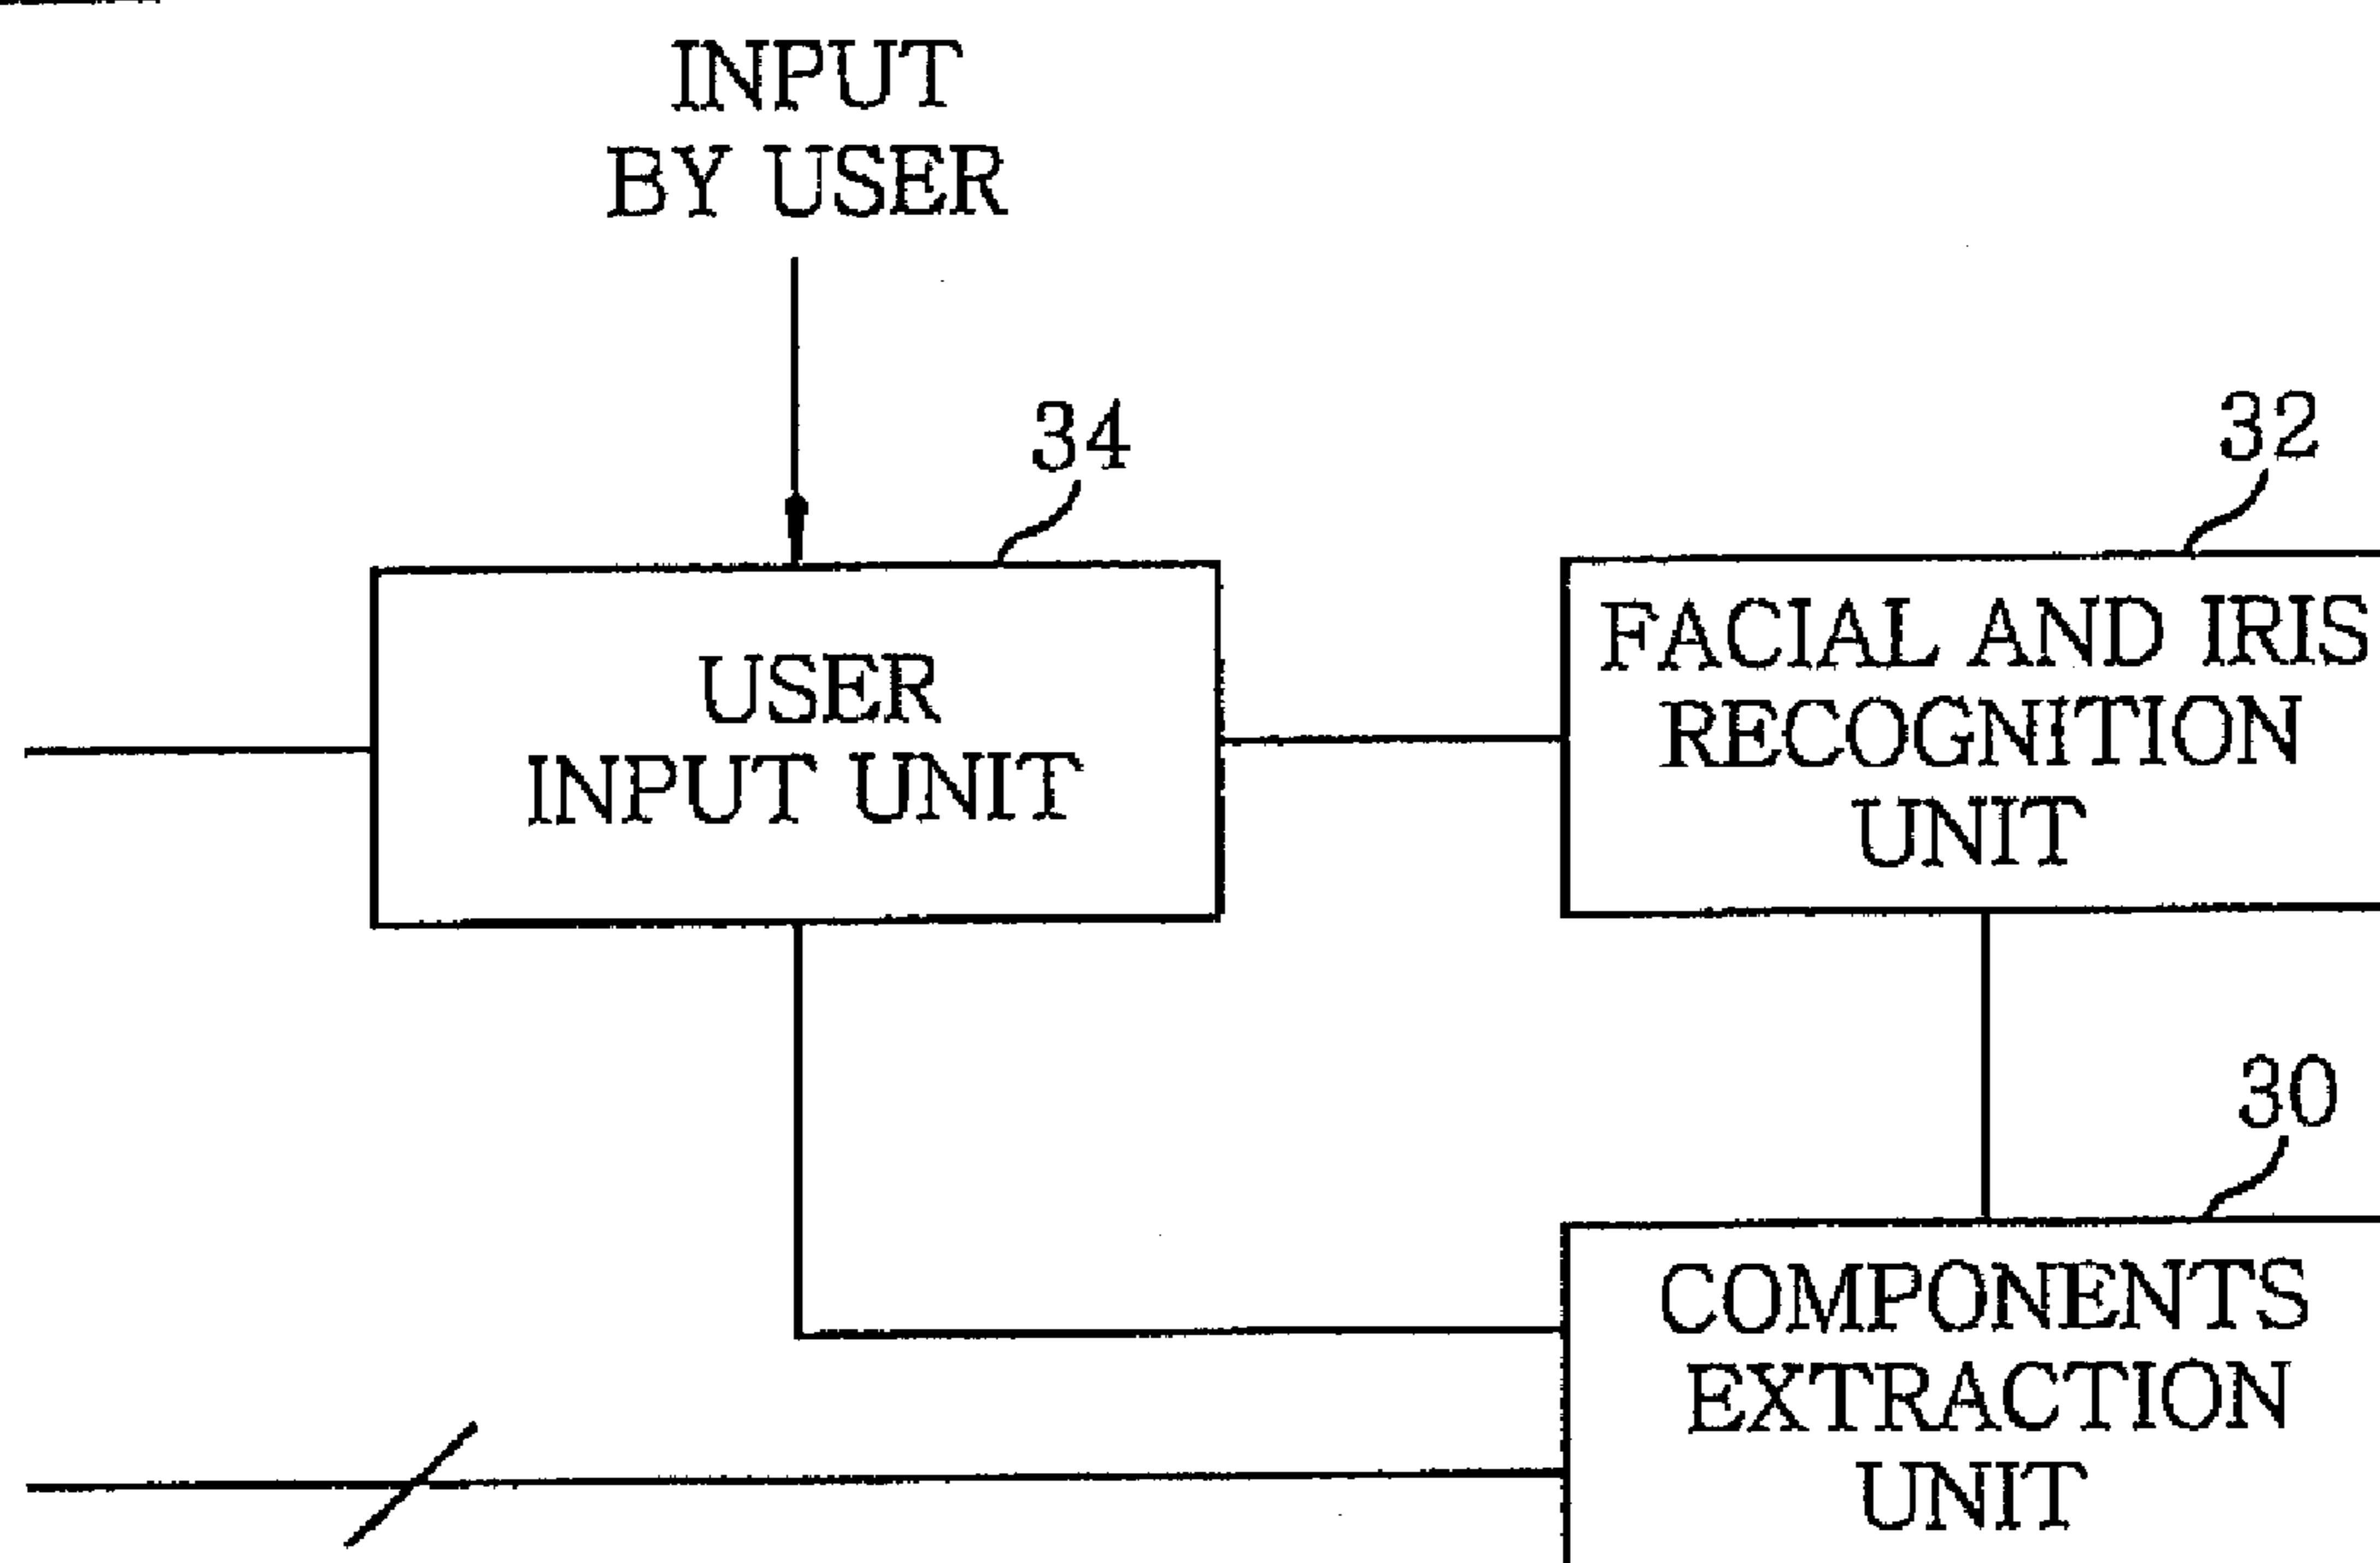 INPUT
BY USER
34
32
USER
INPUT UNIT
FACIAL AND IRIS
RECOGNITION
UNIT
30
COMPONENTS
EXTRACTION
UNIT